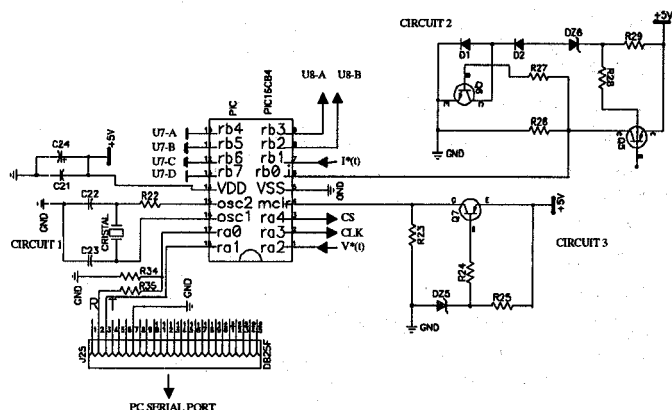 CIRCUIT 2
+5V
D1
D2
DZ6
R29
U8-A U8-B
R27
R28
Q6
R26
Q5
GND
PIC
PIC16C84
U7-A
U7-B
U7-C
U7-D
rb4
rb5
rb6
rb7
VDD
osc2
osc1
ra0
ra1
rb3
rb2
rb1
rb0
VSS
mclr
ra4
ra3
ra2
I*(t)
GND
CS
CLK
V*(t)
C24
+5V
C21
GND
C22
R22
CRISTAL
C23
CIRCUIT 1
R34
R35
GND
GND
R
T
J25
DB25F
PC SERIAL PORT
Q7
C
E
B
+5V
R23
R24
CIRCUIT 3
DZ5
R25
GND